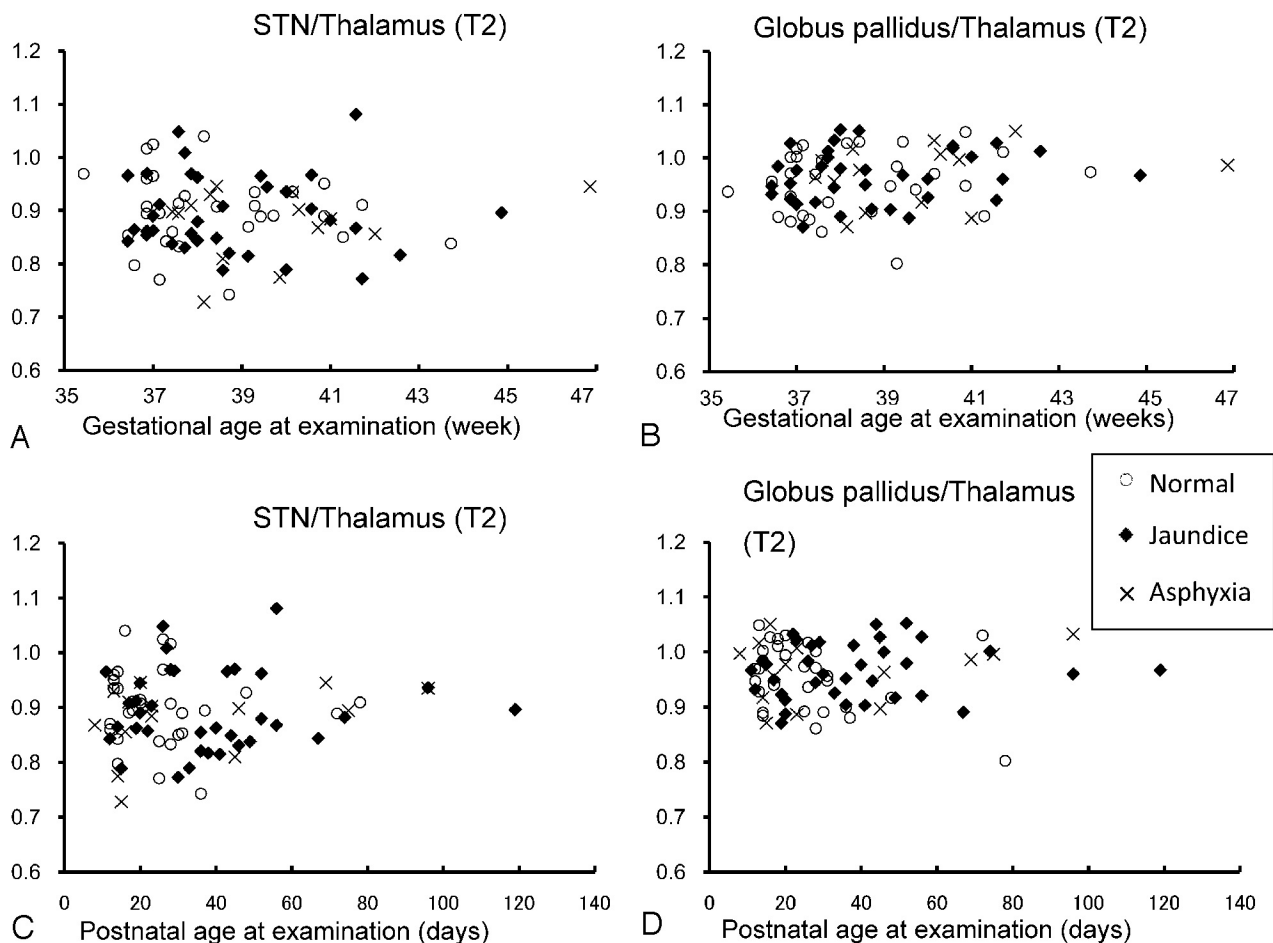 STN/Thalamus (T2)
1.2
1.1
1.0
0.9
0.8
0.7
0.6
35 37 39 41 43 45 47
Gestational age at examination (week)
A
Globus pallidus/Thalamus (T2)
1.2
1.1
1.0
0.9
0.8
0.7
0.6
35 37 39 41 43 45 47
Gestational age at examination (weeks)
B
STN/Thalamus (T2)
1.2
1.1
1.0
0.9
0.8
0.7
0.6
0 20 40 60 80 100 120 140
Postnatal age at examination (days)
C
Globus pallidus/Thalamus
(T2)
1.2
1.1
1.0
0.9
0.8
0.7
0.6
0 20 40 60 80 100 120 140
Postnatal age at examination (days)
D
Normal
Jaundice
Asphyxia